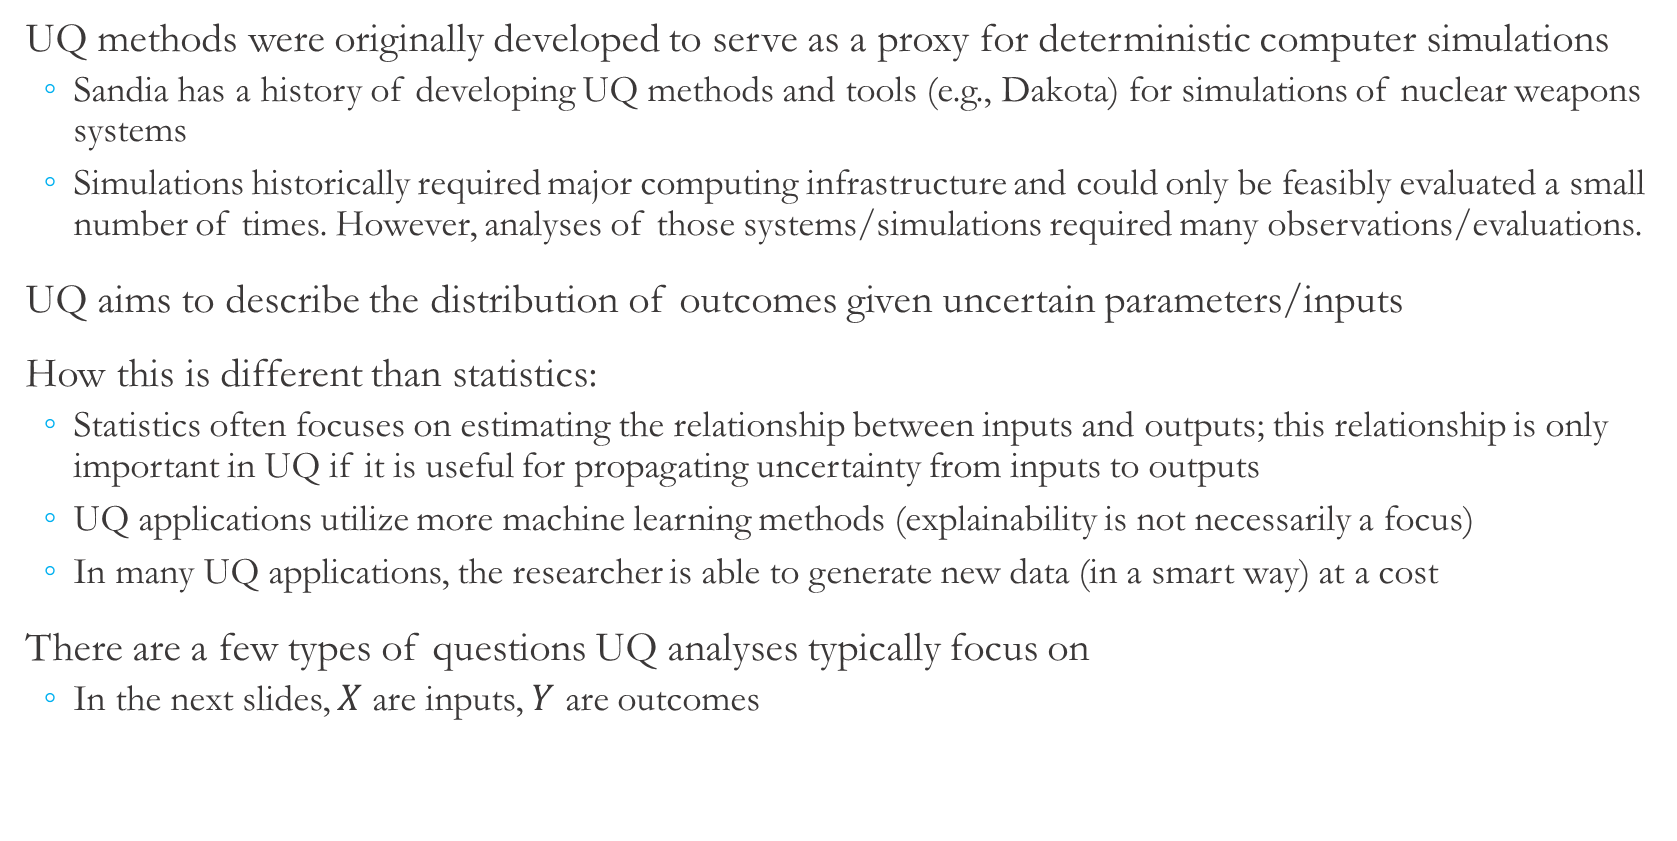 UQ methods were originally developed to serve as a proxy for deterministic computer simulations
◦ Sandia has a history of developing UQ methods and tools (e.g., Dakota) for simulations of nuclear weapons
systems
◦ Simulations historically required major computing infrastructure and could only be feasibly evaluated a small
number of times. However, analyses of those systems/simulations required many observations/evaluations.
UQ aims to describe the distribution of outcomes given uncertain parameters/inputs
How this is different than statistics:
◦ Statistics often focuses on estimating the relationship between inputs and outputs; this relationship is only
important in UQ if it is useful for propagating uncertainty from inputs to outputs
◦ UQ applications utilize more machine learning methods (explainability is not necessarily a focus)
◦ In many UQ applications, the researcher is able to generate new data (in a smart way) at a cost
There are a few types of questions UQ analyses typically focus on
◦ In the next slides, X are inputs, Y are outcomes